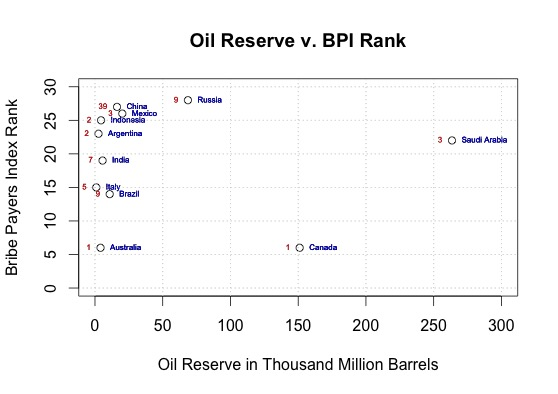 Oil Reserve v. BPI Rank
Bribe Payers Index Rank
30
25
20
15
10
5
0
9 Russia
39 China
3 Mexico
2 Indonesia
2 Argentina
3 Saudi Arabia
7 India
5 Italy
9 Brazil
1 Australia
1 Canada
0 50 100 150 200 250 300
Oil Reserve in Thousand Million Barrels